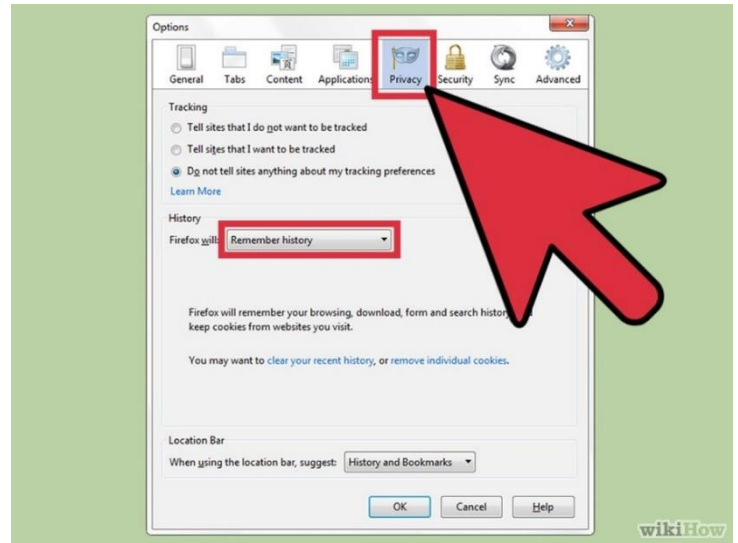 Options
General Tabs Content Applications Privacy Security Sync Advanced
Tracking
Tell sites that I do not want to be tracked
Tell sites that I want to be tracked
Do not tell sites anything about my tracking preferences
Learn More
History
Firefox will: Remember history
Firefox will remember your browsing, download, form and search history
keep cookies from websites you visit.
You may want to clear your recent history, or remove individual cookies.
Location Bar
When using the location bar, suggest: History and Bookmarks
OK Cancel Help
wikiHow